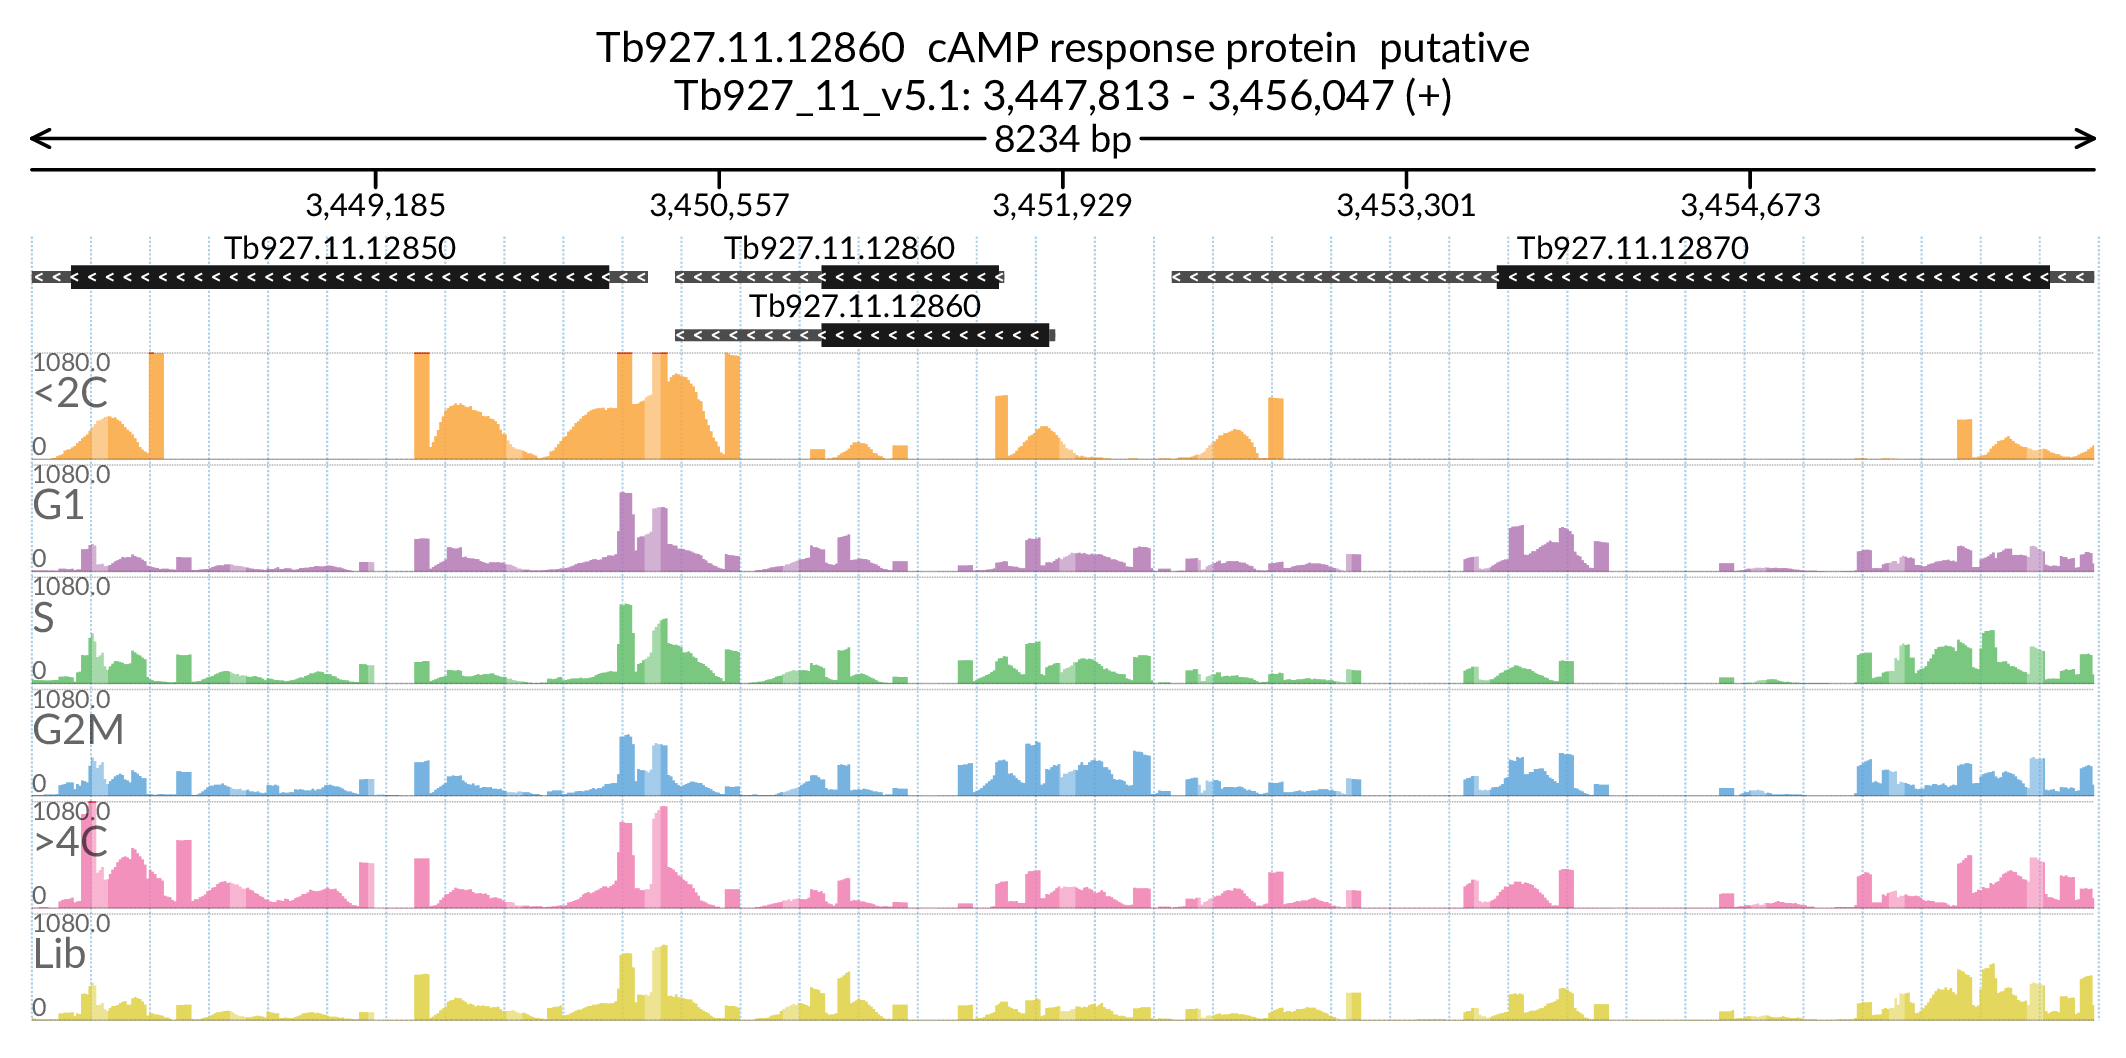 Tb927.11.12860  cAMP response protein  putative
Tb927_11_v5.1: 3,447,813 - 3,456,047 (+)
8234 bp
3,449,185 3,450,557 3,451,929 3,453,301 3,454,673
Tb927.11.12850 Tb927.11.12860 Tb927.11.12870
Tb927.11.12860
1080.0
<2C
0
1080.0
G1
0
1080.0
S
0
1080.0
G2M
0
1080.0
>4C
0
1080.0
Lib
0